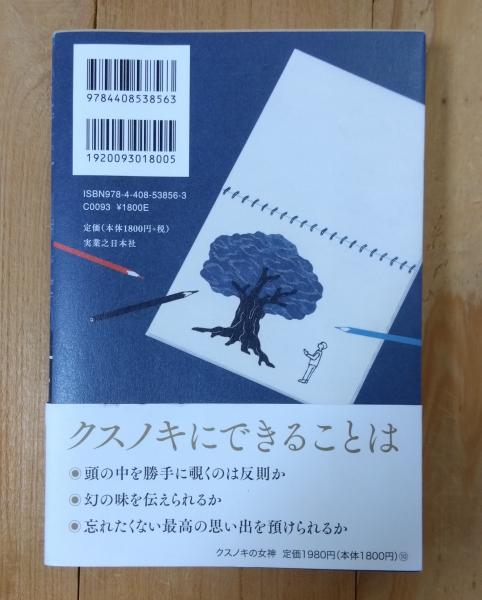 9784408538563
1920093018005
ISBN978-4-408-53856-3
C0093 ¥1800E
定価(本体1800円+税)
実業之日本社
クスノキにできることは
◉頭の中を勝手に覗くのは反則か
◉幻の味を伝えられるか
◉忘れたくない最高の思い出を預けられるか
クスノキの女神 定価1980円(本体1800円)⑩